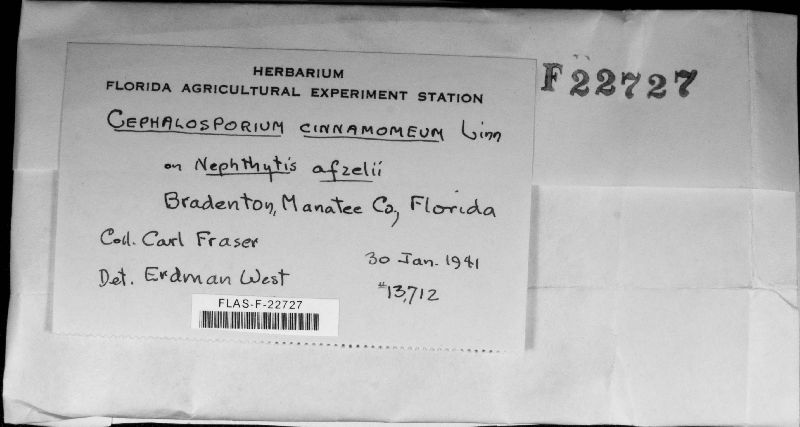 HERBARIUM
FLORIDA AGRICULTURAL EXPERIMENT STATION
F22727
CEPHALOSPORIUM CINNAMOMEUM Linn
on Nephthytis afzelii
Bradenton, Manatee Co, Florida
Coll. Carl Fraser
30 Jan. 1941
Det. Erdman West
#13,712
FLAS-F-22727